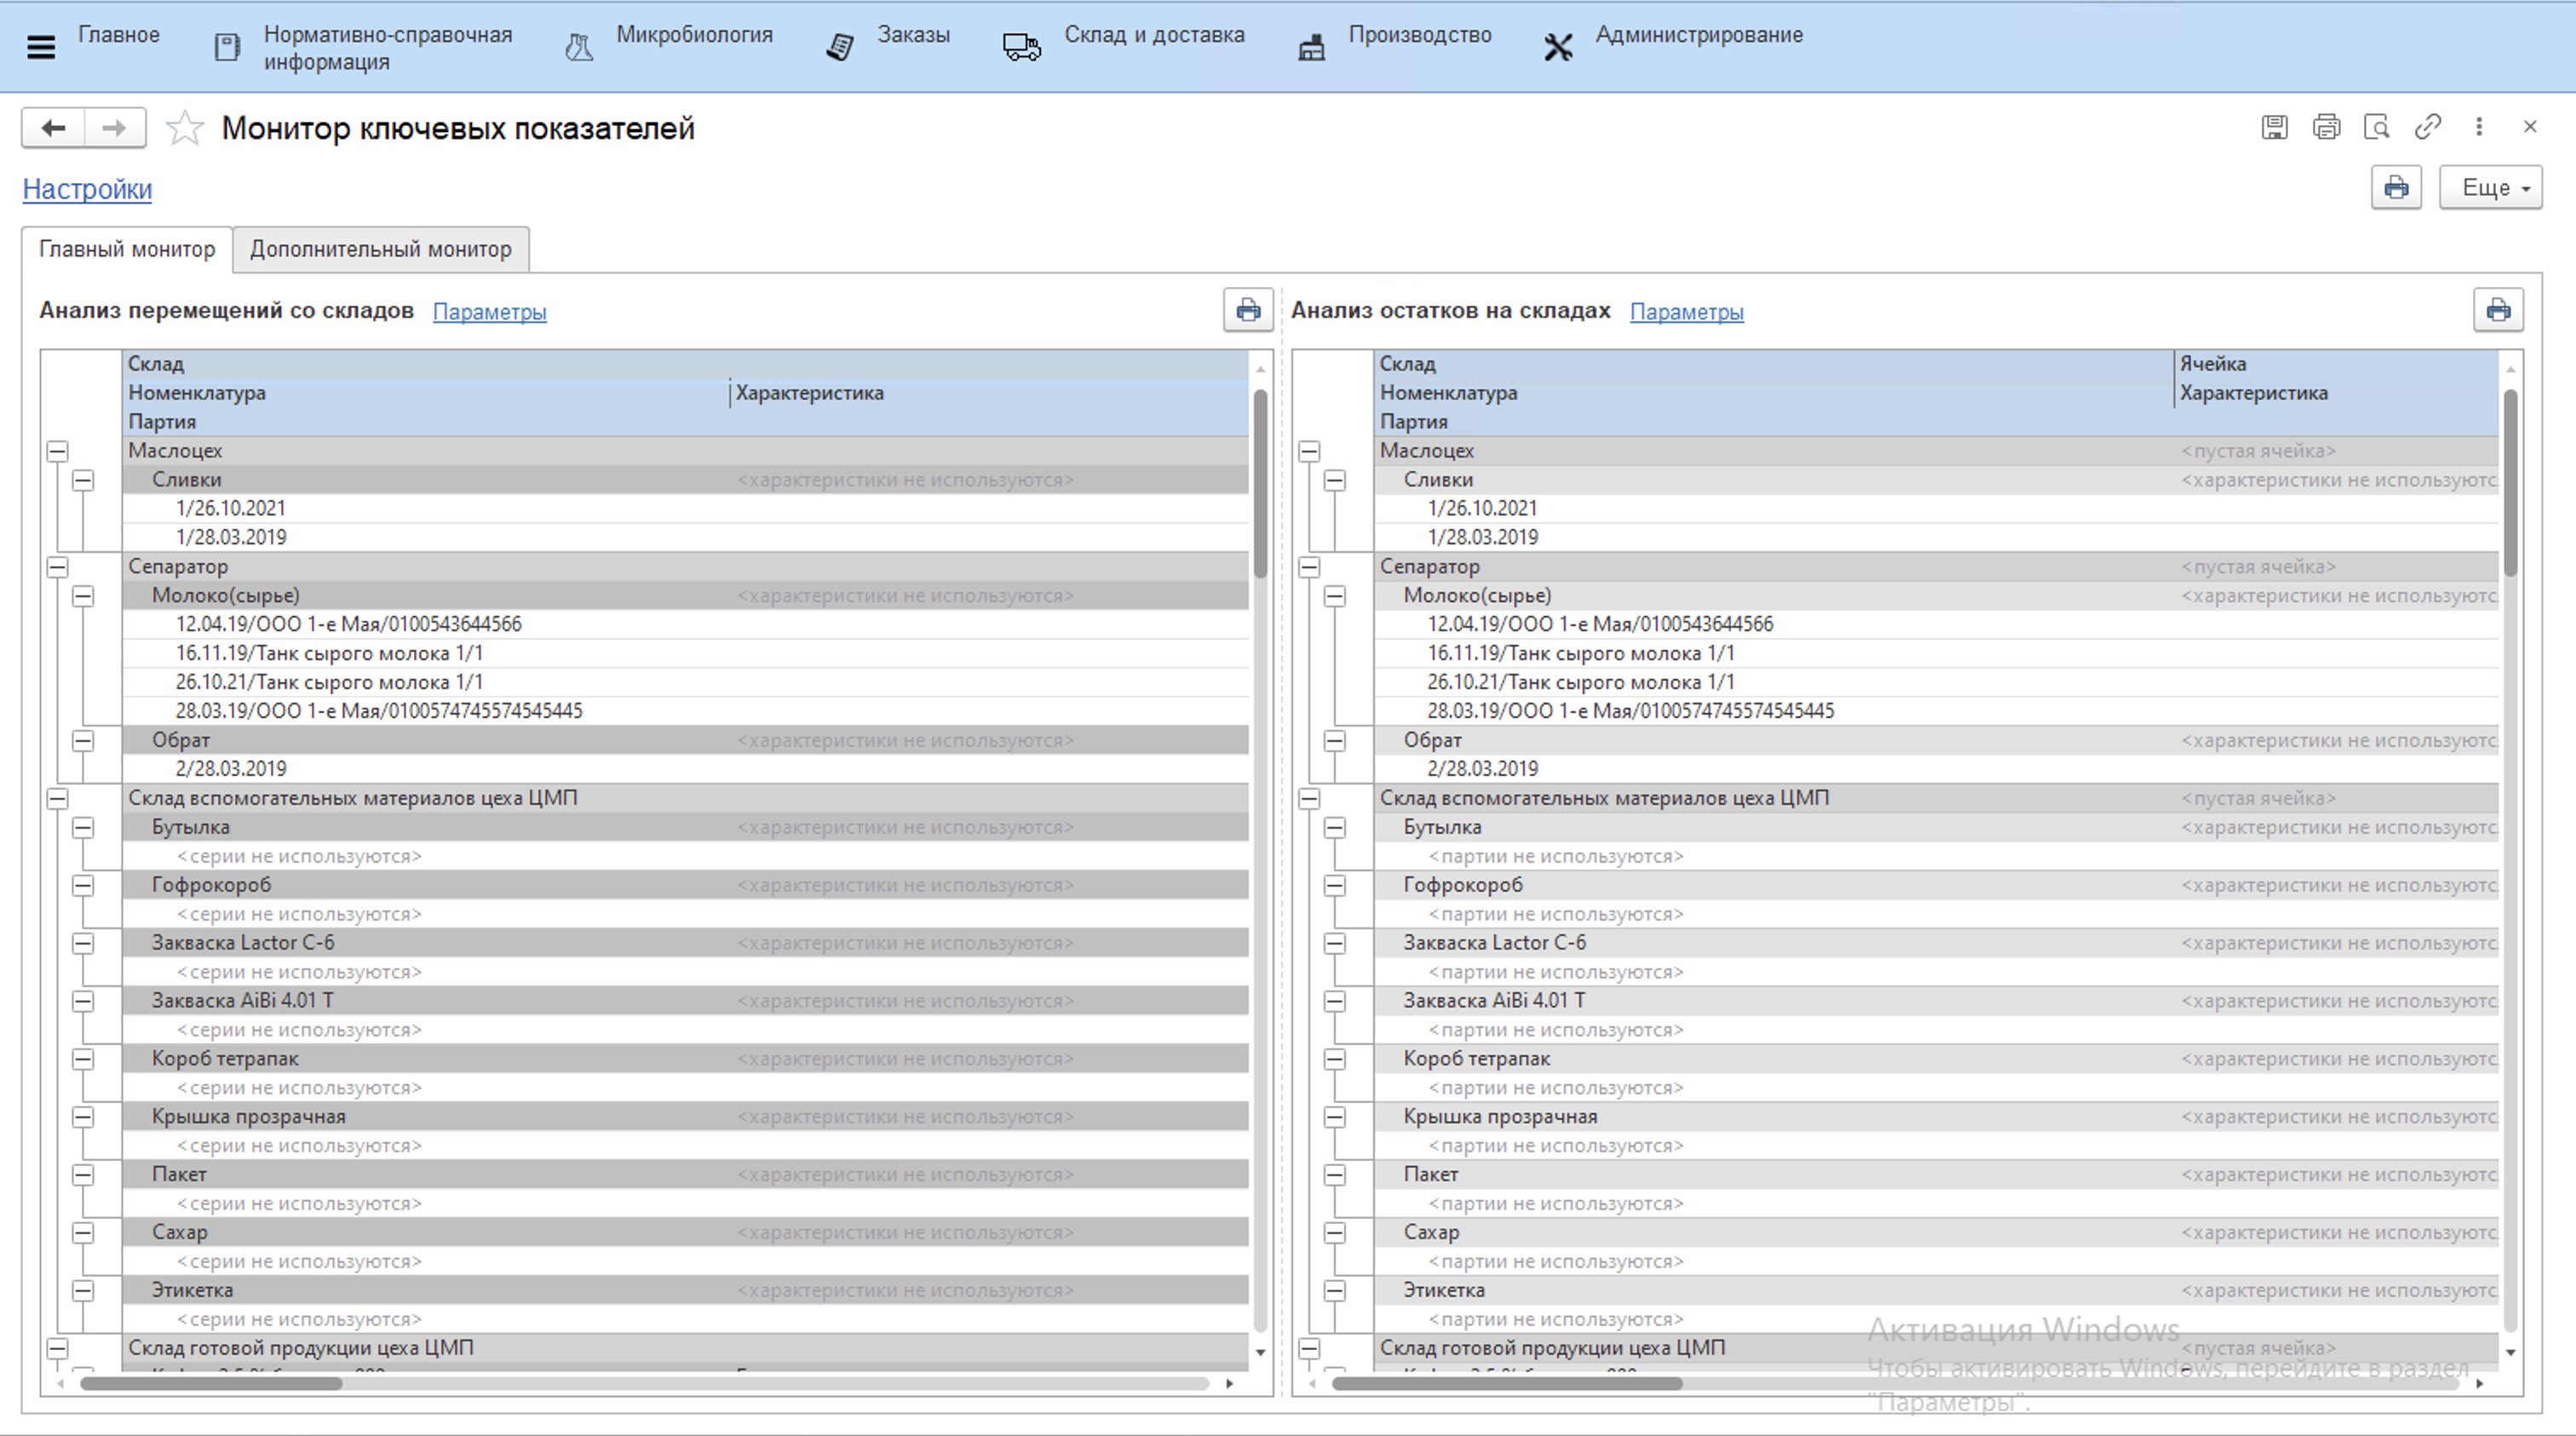 Главное
Нормативно-справочная
информация
Микробиология
Заказы
Склад и доставка
Производство
Администрирование
Монитор ключевых показателей
Настройки
Еще
Главный монитор
Дополнительный монитор
Анализ перемещений со складов Параметры
Склад
Номенклатура Характеристика
Партия
Маслоцех
Сливки <характеристики не используются>
1/26.10.2021
1/28.03.2019
Сепаратор
Молоко(сырье) <характеристики не используются>
12.04.19/ООО 1-е Мая/0100543644566
16.11.19/Танк сырого молока 1/1
26.10.21/Танк сырого молока 1/1
28.03.19/ООО 1-е Мая/0100574745574545445
Обрат <характеристики не используются>
2/28.03.2019
Склад вспомогательных материалов цеха ЦМП
Бутылка <характеристики не используются>
<серии не используются>
Гофрокороб <характеристики не используются>
<серии не используются>
Закваска Lactor С-6 <характеристики не используются>
<серии не используются>
Закваска AiBi 4.01 Т <характеристики не используются>
<серии не используются>
Короб тетрапак <характеристики не используются>
<серии не используются>
Крышка прозрачная <характеристики не используются>
<серии не используются>
Пакет <характеристики не используются>
<серии не используются>
Сахар <характеристики не используются>
<серии не используются>
Этикетка <характеристики не используются>
<серии не используются>
Склад готовой продукции цеха ЦМП
Анализ остатков на складах Параметры
Склад Ячейка
Номенклатура Характеристика
Партия
Маслоцех <пустая ячейка>
Сливки <характеристики не используютс
1/26.10.2021
1/28.03.2019
Сепаратор <пустая ячейка>
Молоко(сырье) <характеристики не используютс
12.04.19/ООО 1-е Мая/0100543644566
16.11.19/Танк сырого молока 1/1
26.10.21/Танк сырого молока 1/1
28.03.19/ООО 1-е Мая/0100574745574545445
Обрат <характеристики не используютс
2/28.03.2019
Склад вспомогательных материалов цеха ЦМП <пустая ячейка>
Бутылка <характеристики не используютс
<партии не используются>
Гофрокороб <характеристики не используютс
<партии не используются>
Закваска Lactor С-6 <характеристики не используютс
<партии не используются>
Закваска AiBi 4.01 Т <характеристики не используютс
<партии не используются>
Короб тетрапак <характеристики не используютс
<партии не используются>
Крышка прозрачная <характеристики не используютс
<партии не используются>
Пакет <характеристики не используютс
<партии не используются>
Сахар <характеристики не используютс
<партии не используются>
Этикетка <характеристики не используютс
<партии не используются>
Склад готовой продукции цеха ЦМП <пустая ячейка>
Активация Windows
Чтобы активировать Windows, перейдите в раздел
"Параметры".